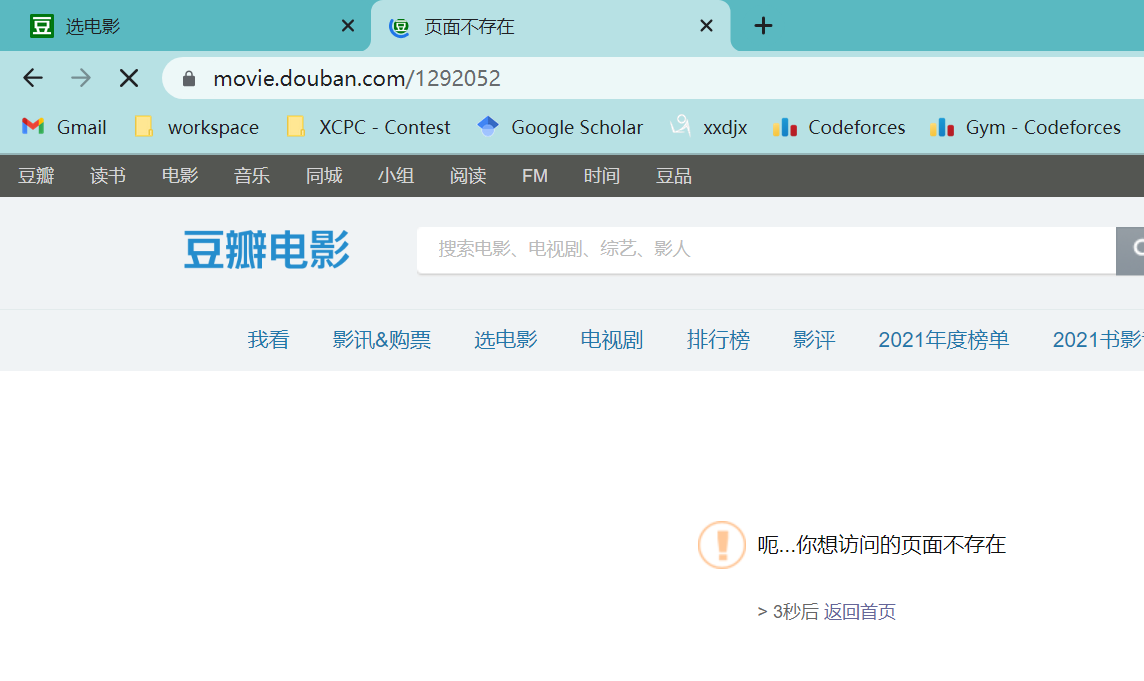 豆 选电影 豆 页面不存在
movie.douban.com/1292052
Gmail workspace XCPC - Contest Google Scholar xxdjx Codeforces Gym - Codeforces
豆瓣 读书 电影 音乐 同城 小组 阅读 FM 时间 豆品
豆瓣电影 搜索电影、电视剧、综艺、影人
我看 影讯&购票 选电影 电视剧 排行榜 影评 2021年度榜单 2021书影
呃...你想访问的页面不存在
> 3秒后 返回首页